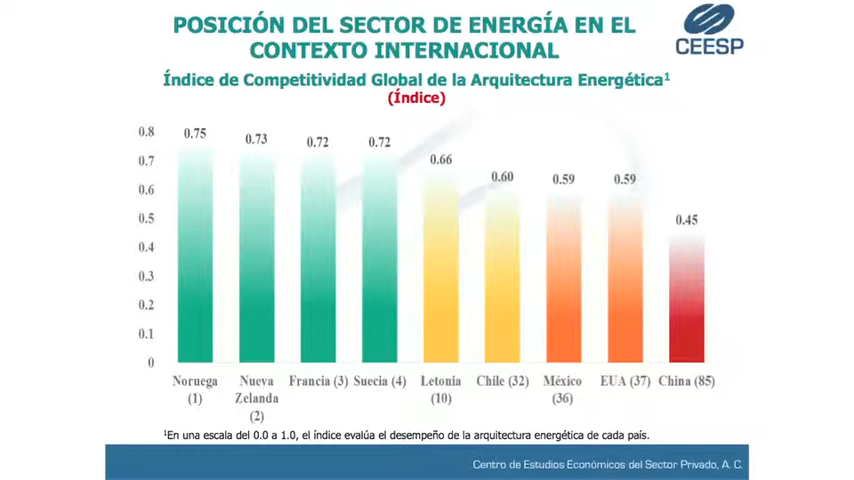 POSICIÓN DEL SECTOR DE ENERGÍA EN EL
CONTEXTO INTERNACIONAL
CEESP
Índice de Competitividad Global de la Arquitectura Energética¹
(Índice)
0.8
0.7
0.6
0.5
0.4
0.3
0.2
0.1
0
0.75
0.73
0.72
0.72
0.66
0.60
0.59
0.59
0.45
Noruega
(1)
Nueva
Zelanda
(2)
Francia (3)
Suecia (4)
Letonia
(10)
Chile (32)
México
(36)
EUA (37)
China (85)
¹En una escala del 0.0 a 1.0, el índice evalúa el desempeño de la arquitectura energética de cada país.
Centro de Estudios Económicos del Sector Privado, A. C.